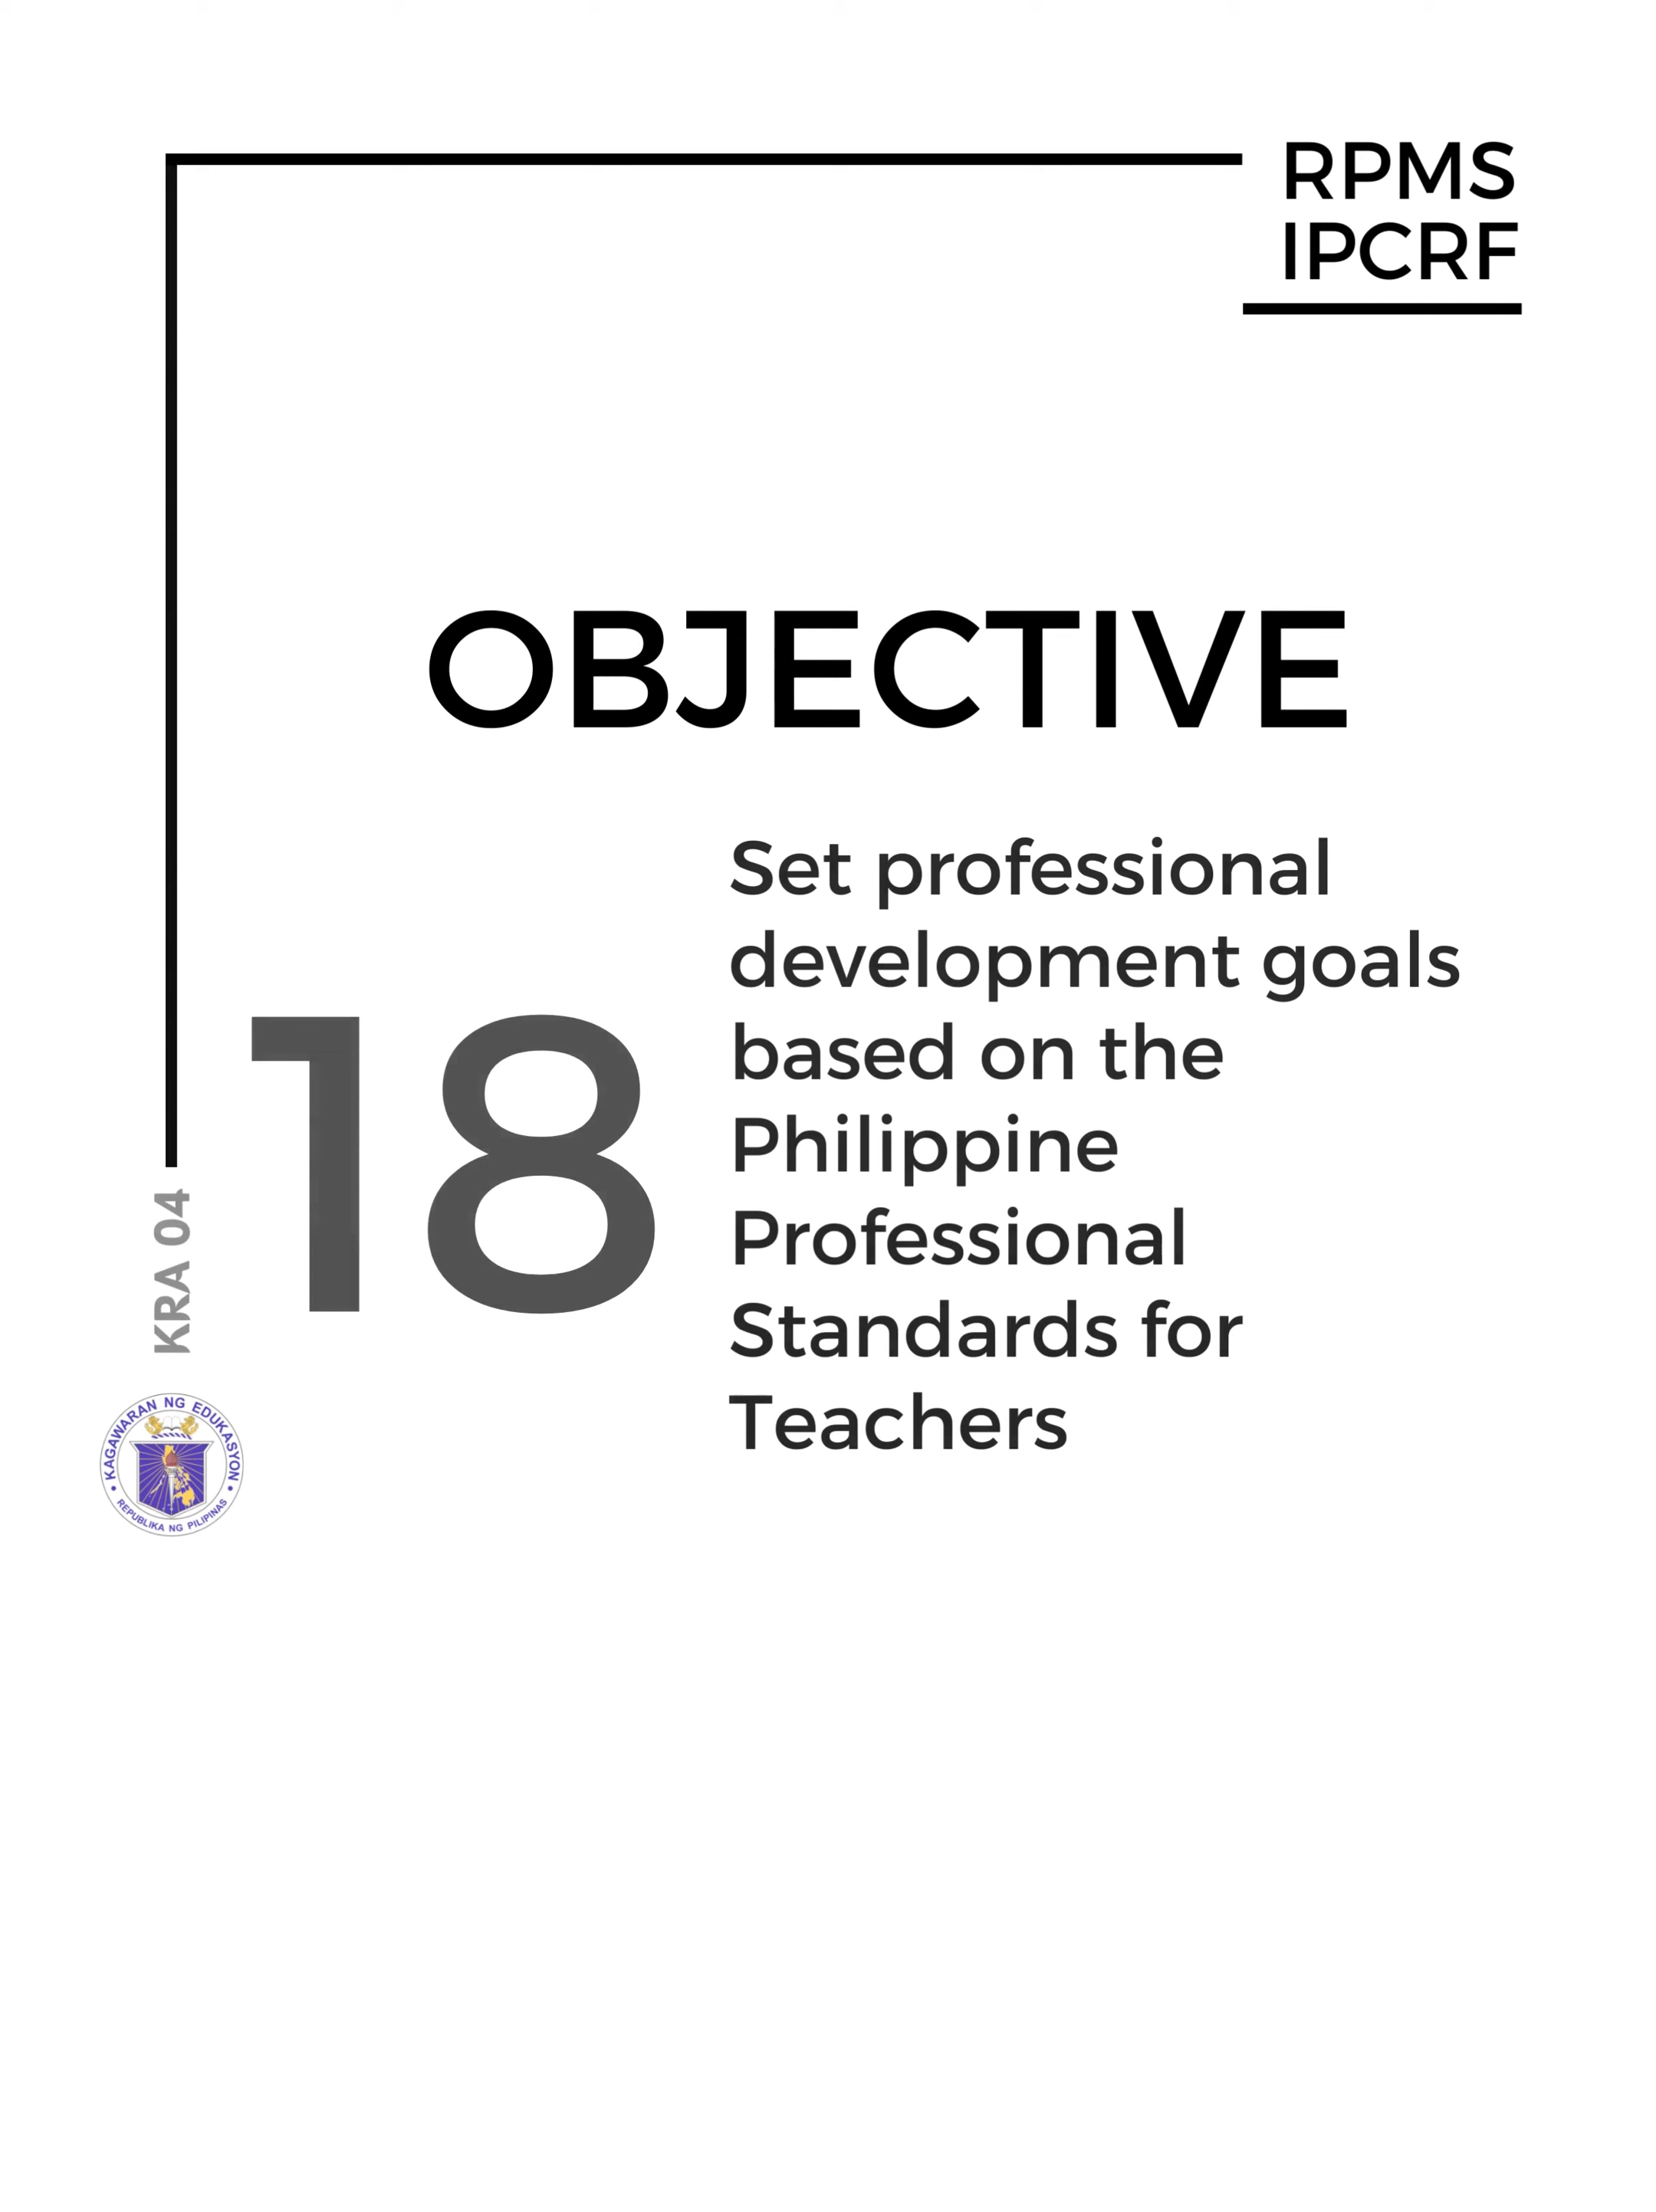 RPMS
IPCRF
OBJECTIVE
18
Set professional
development goals
based on the
Philippine
Professional
Standards for
Teachers
KRA 04
KAGAWARAN NG EDUKASYON
REPUBLIKA NG PILIPINAS